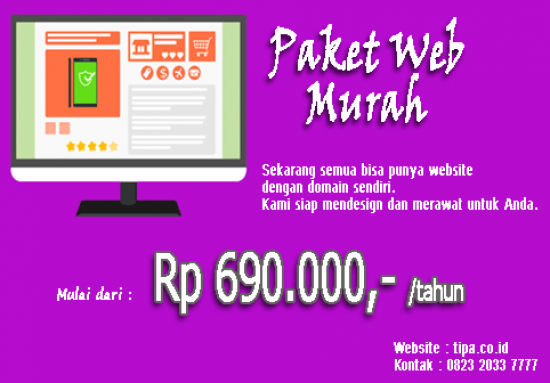 Paket Web
Murah
Sekarang semua bisa punya website
dengan domain sendiri.
Kami siap mendesign dan merawat untuk Anda.
Mulai dari : Rp 690.000,- /tahun
Website : tipa.co.id
Kontak : 0823 2033 7777